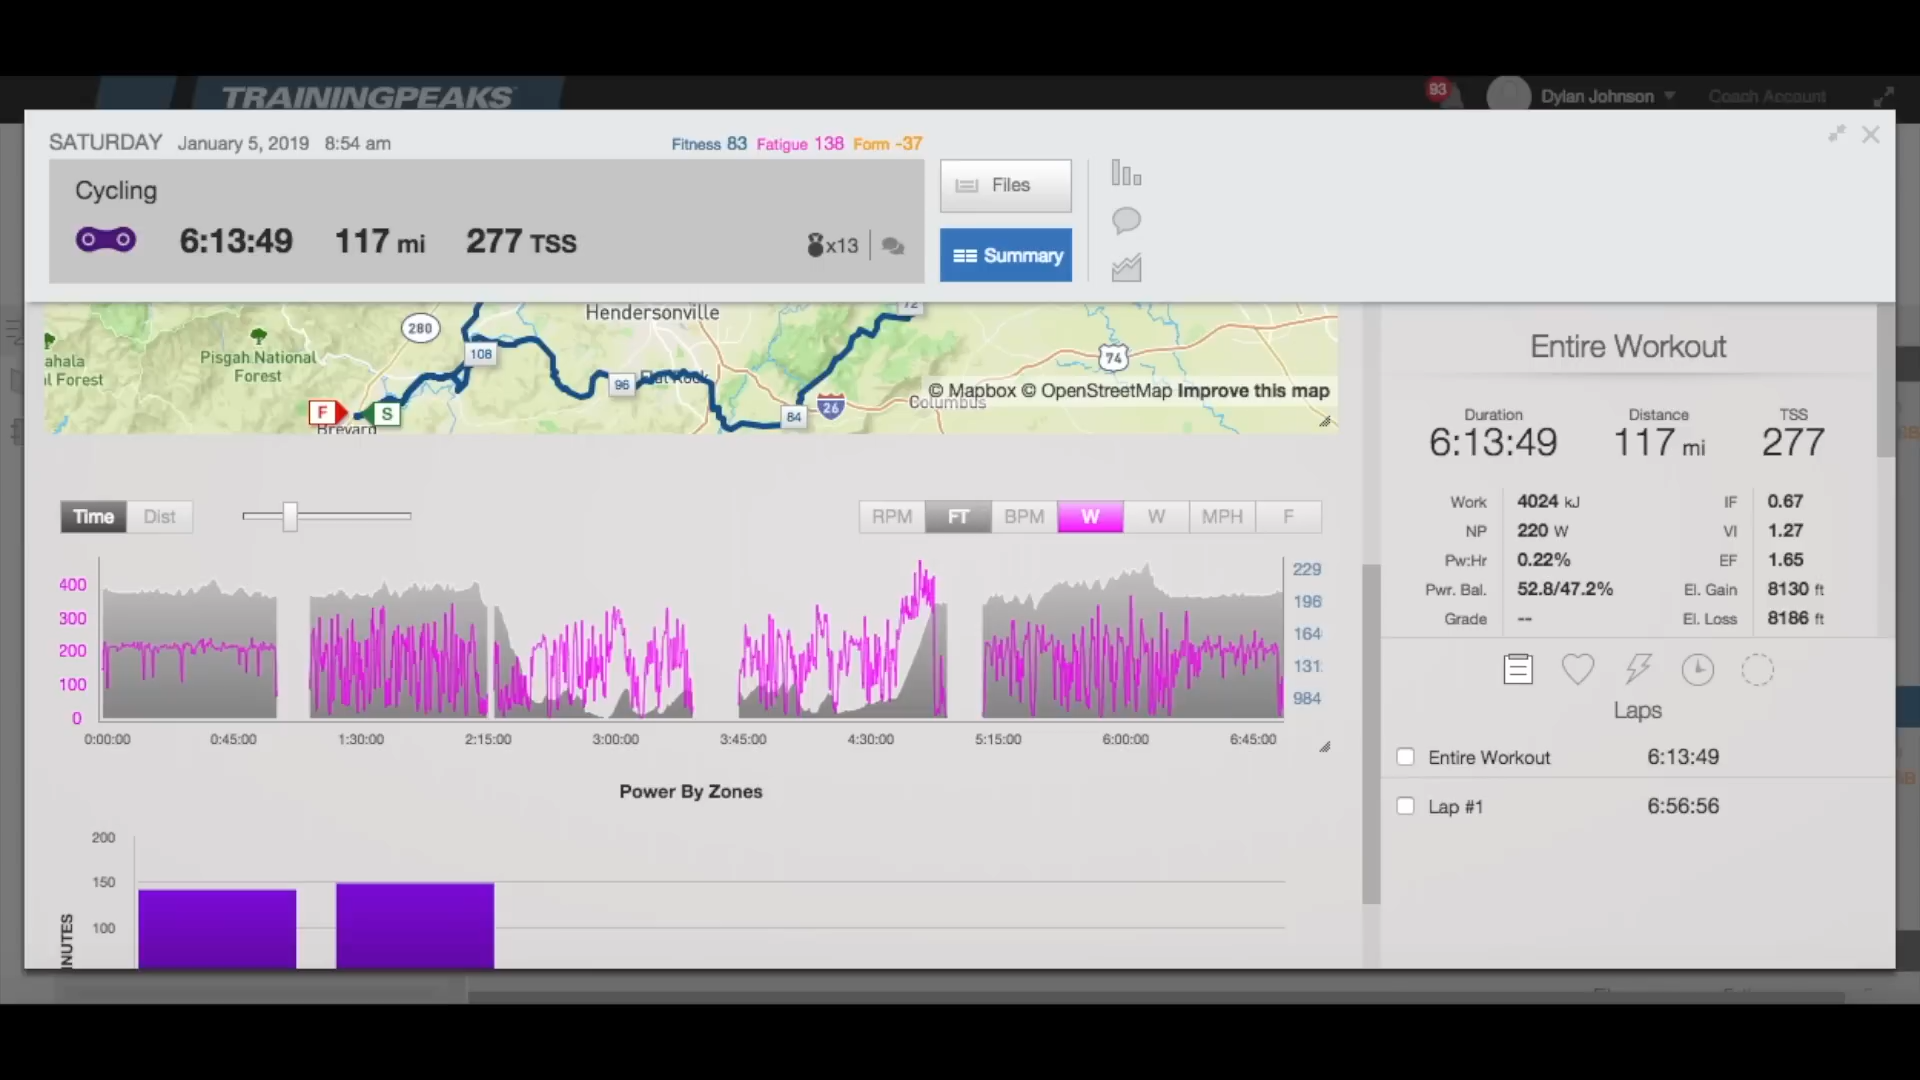 TRAININGPEAKS
93
Dylan Johnson
Coach Account
SATURDAY January 5, 2019 8:54 am
Fitness 83 Fatigue 138 Form -37
Cycling
6:13:49 117 mi 277 TSS
x13
Files
Summary
Hendersonville
72
280
108
Pisgah National
Forest
ahala
al Forest
74
96
Flat Rock
© Mapbox © OpenStreetMap Improve this map
Columbus
26
84
F
S
Brevard
Time Dist
RPM FT BPM W W MPH F
400
300
200
100
0
229
196
164
131
984
0:00:00 0:45:00 1:30:00 2:15:00 3:00:00 3:45:00 4:30:00 5:15:00 6:00:00 6:45:00
Power By Zones
200
150
100
INUTES
Entire Workout
Duration Distance TSS
6:13:49 117 mi 277
Work 4024 kJ IF 0.67
NP 220 W VI 1.27
Pw:Hr 0.22% EF 1.65
Pwr. Bal. 52.8/47.2% El. Gain 8130 ft
Grade -- El. Loss 8186 ft
Laps
Entire Workout 6:13:49
Lap #1 6:56:56